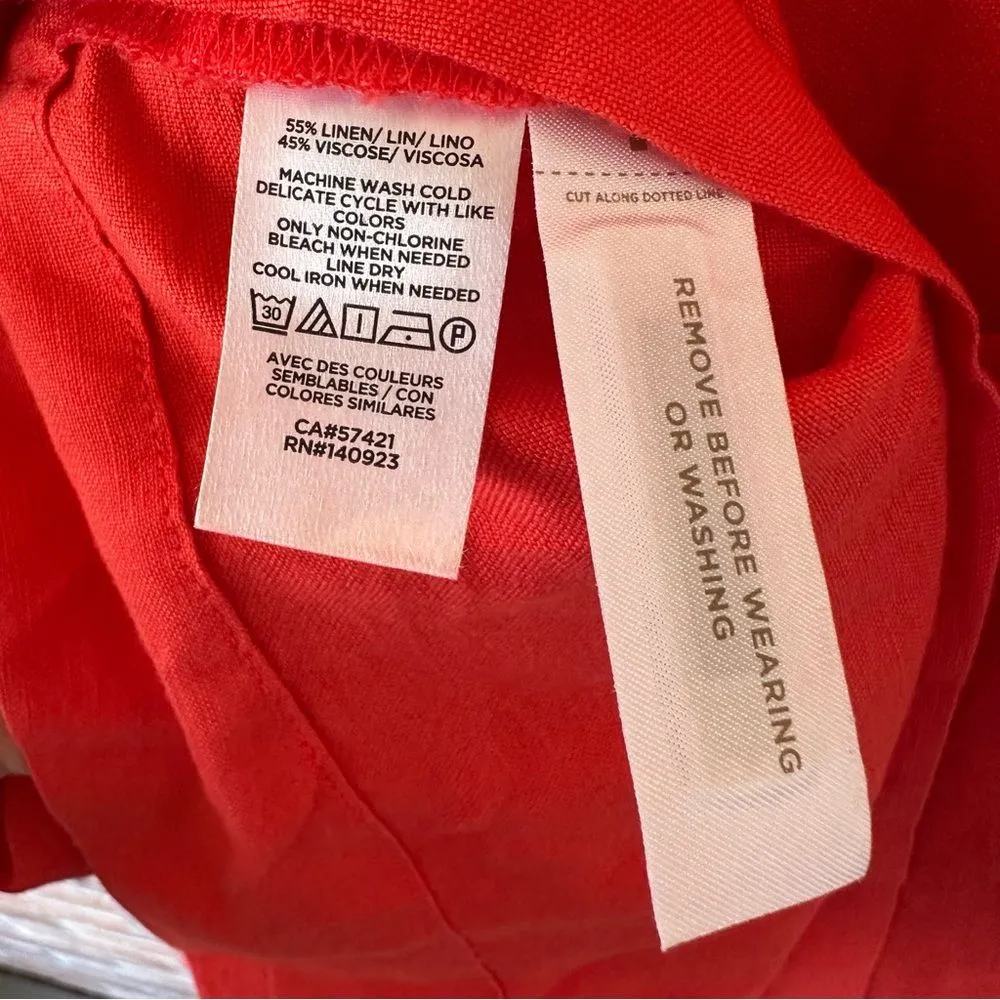 55% LINEN/ LIN/ LINO
45% VISCOSE/ VISCOSA
MACHINE WASH COLD
DELICATE CYCLE WITH LIKE
COLORS
ONLY NON-CHLORINE
BLEACH WHEN NEEDED
LINE DRY
COOL IRON WHEN NEEDED
30 P
AVEC DES COULEURS
SEMBLABLES / CON
COLORES SIMILARES
CA#57421
RN#140923
CUT ALONG DOTTED LINE
REMOVE BEFORE WEARING
OR WASHING